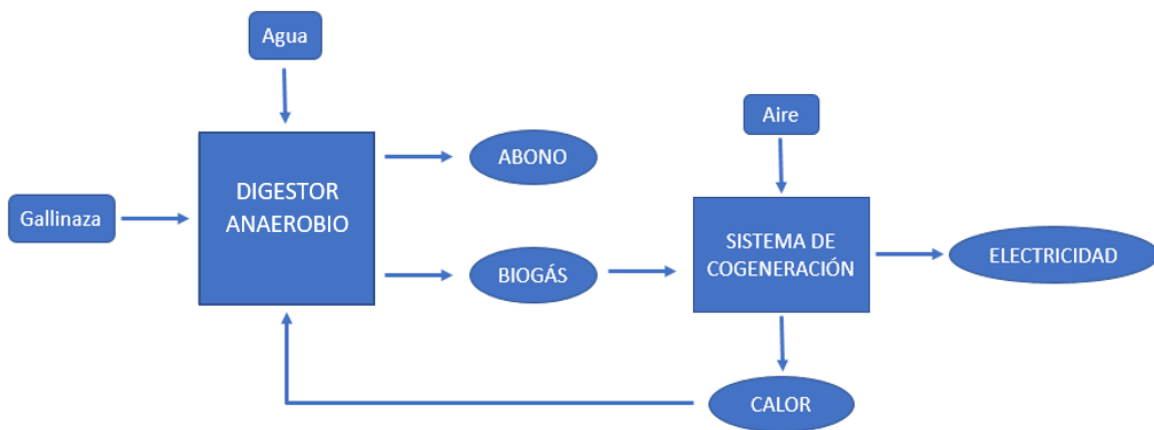 Agua
Aire
ABONO
DIGESTOR
ANAEROBIO
Gallinaza
SISTEMA DE
COGENERACIÓN
ELECTRICIDAD
BIOGÁS
CALOR